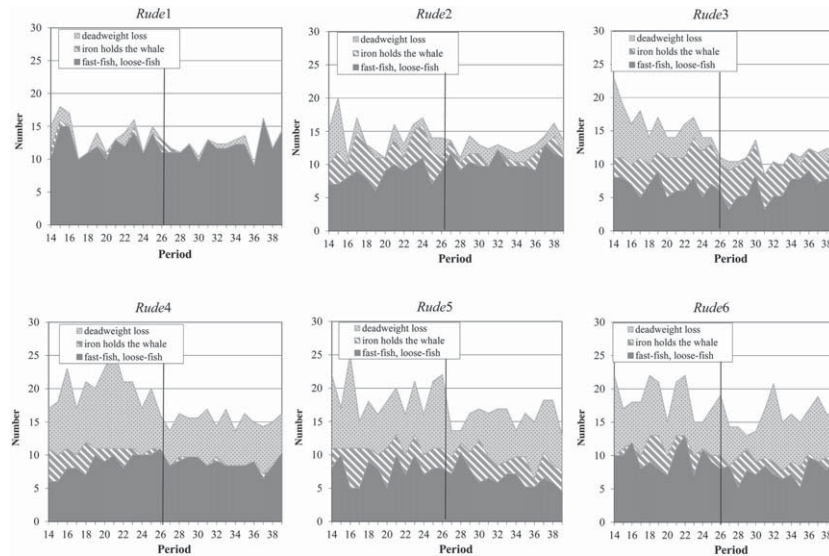 Rude1
Number
30
25
20
15
10
5
0
deadweight loss
iron holds the whale
fast-fish, loose-fish
14 16 18 20 22 24 26 28 30 32 34 36 38
Period
Rude2
Number
30
25
20
15
10
5
0
deadweight loss
iron holds the whale
fast-fish, loose-fish
14 16 18 20 22 24 26 28 30 32 34 36 38
Period
Rude3
Number
30
25
20
15
10
5
0
deadweight loss
iron holds the whale
fast-fish, loose-fish
14 16 18 20 22 24 26 28 30 32 34 36 38
Period
Rude4
Number
30
25
20
15
10
5
0
deadweight loss
iron holds the whale
fast-fish, loose-fish
14 16 18 20 22 24 26 28 30 32 34 36 38
Period
Rude5
Number
30
25
20
15
10
5
0
deadweight loss
iron holds the whale
fast-fish, loose-fish
14 16 18 20 22 24 26 28 30 32 34 36 38
Period
Rude6
Number
30
25
20
15
10
5
0
deadweight loss
iron holds the whale
fast-fish, loose-fish
14 16 18 20 22 24 26 28 30 32 34 36 38
Period